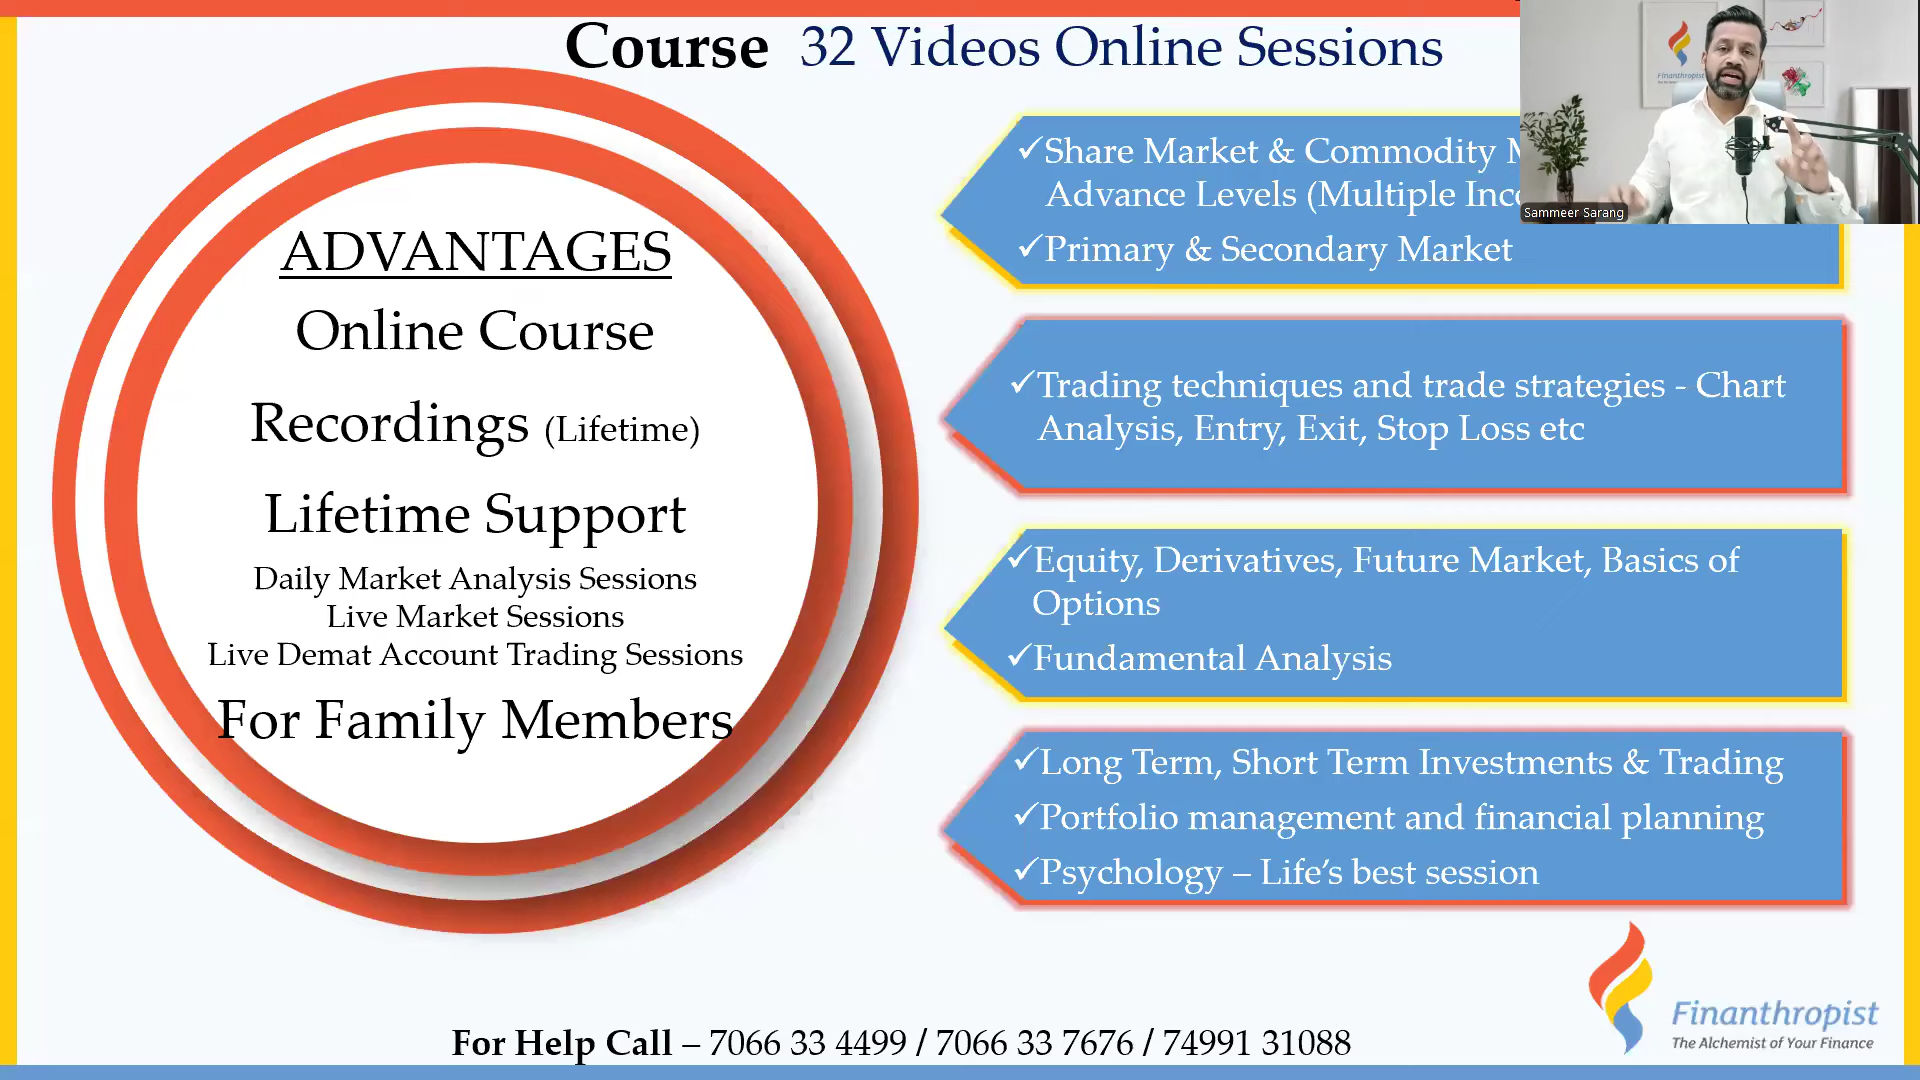 Course 32 Videos Online Sessions
Finanthropist
Sammeer Sarang
ADVANTAGES
Online Course
Recordings (Lifetime)
Lifetime Support
Daily Market Analysis Sessions
Live Market Sessions
Live Demat Account Trading Sessions
For Family Members
✓Share Market & Commodity
Advance Levels (Multiple
✓Primary & Secondary Market
✓Trading techniques and trade strategies - Chart
Analysis, Entry, Exit, Stop Loss etc
✓Equity, Derivatives, Future Market, Basics of
Options
✓Fundamental Analysis
✓Long Term, Short Term Investments & Trading
✓Portfolio management and financial planning
✓Psychology – Life's best session
Finanthropist
The Alchemist of Your Finance
For Help Call – 7066 33 4499 / 7066 33 7676 / 74991 31088